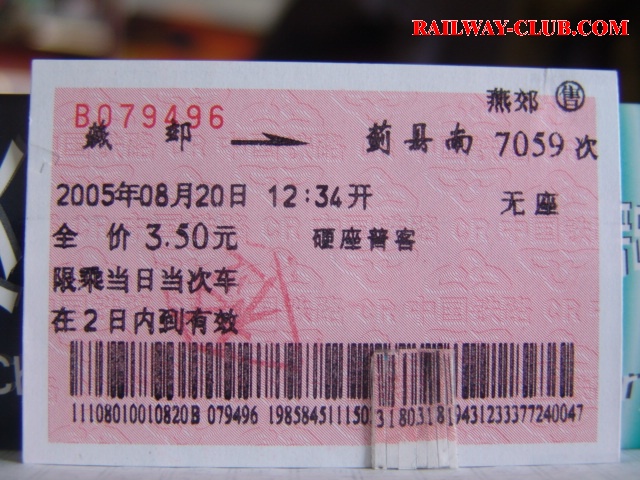 RAILWAY-CLUB.COM
燕郊 售
B079496
燕郊 → 蓟县南 7059次
2005年08月20日 12:34开 无座
全价3.50元 硬座普客
限乘当日当次车
在2日内到有效
11108010010820B 079496